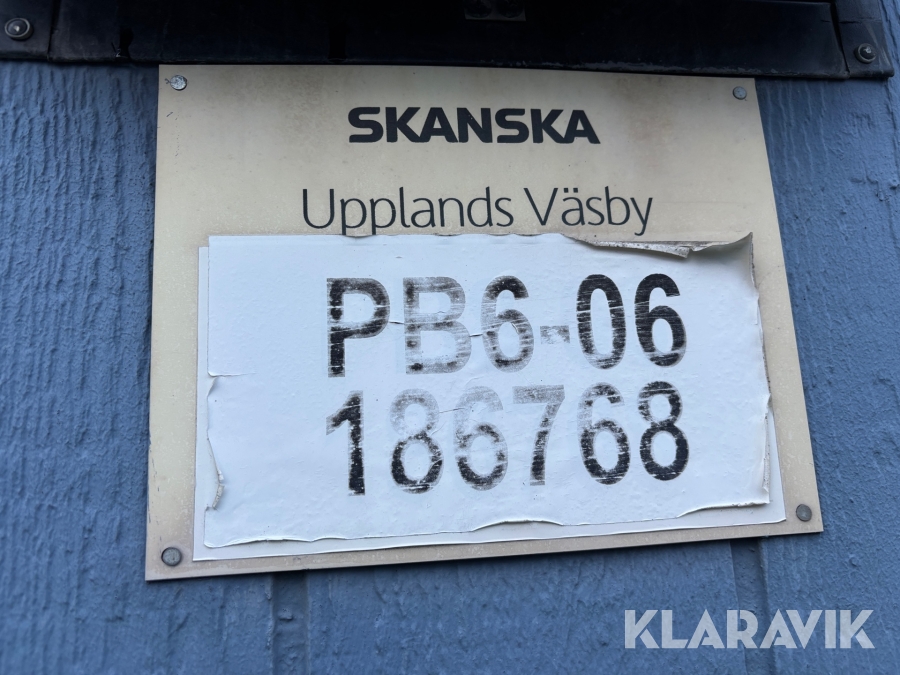 SKANSKA
Upplands Väsby
PB6-06
186768
KLARAVIK